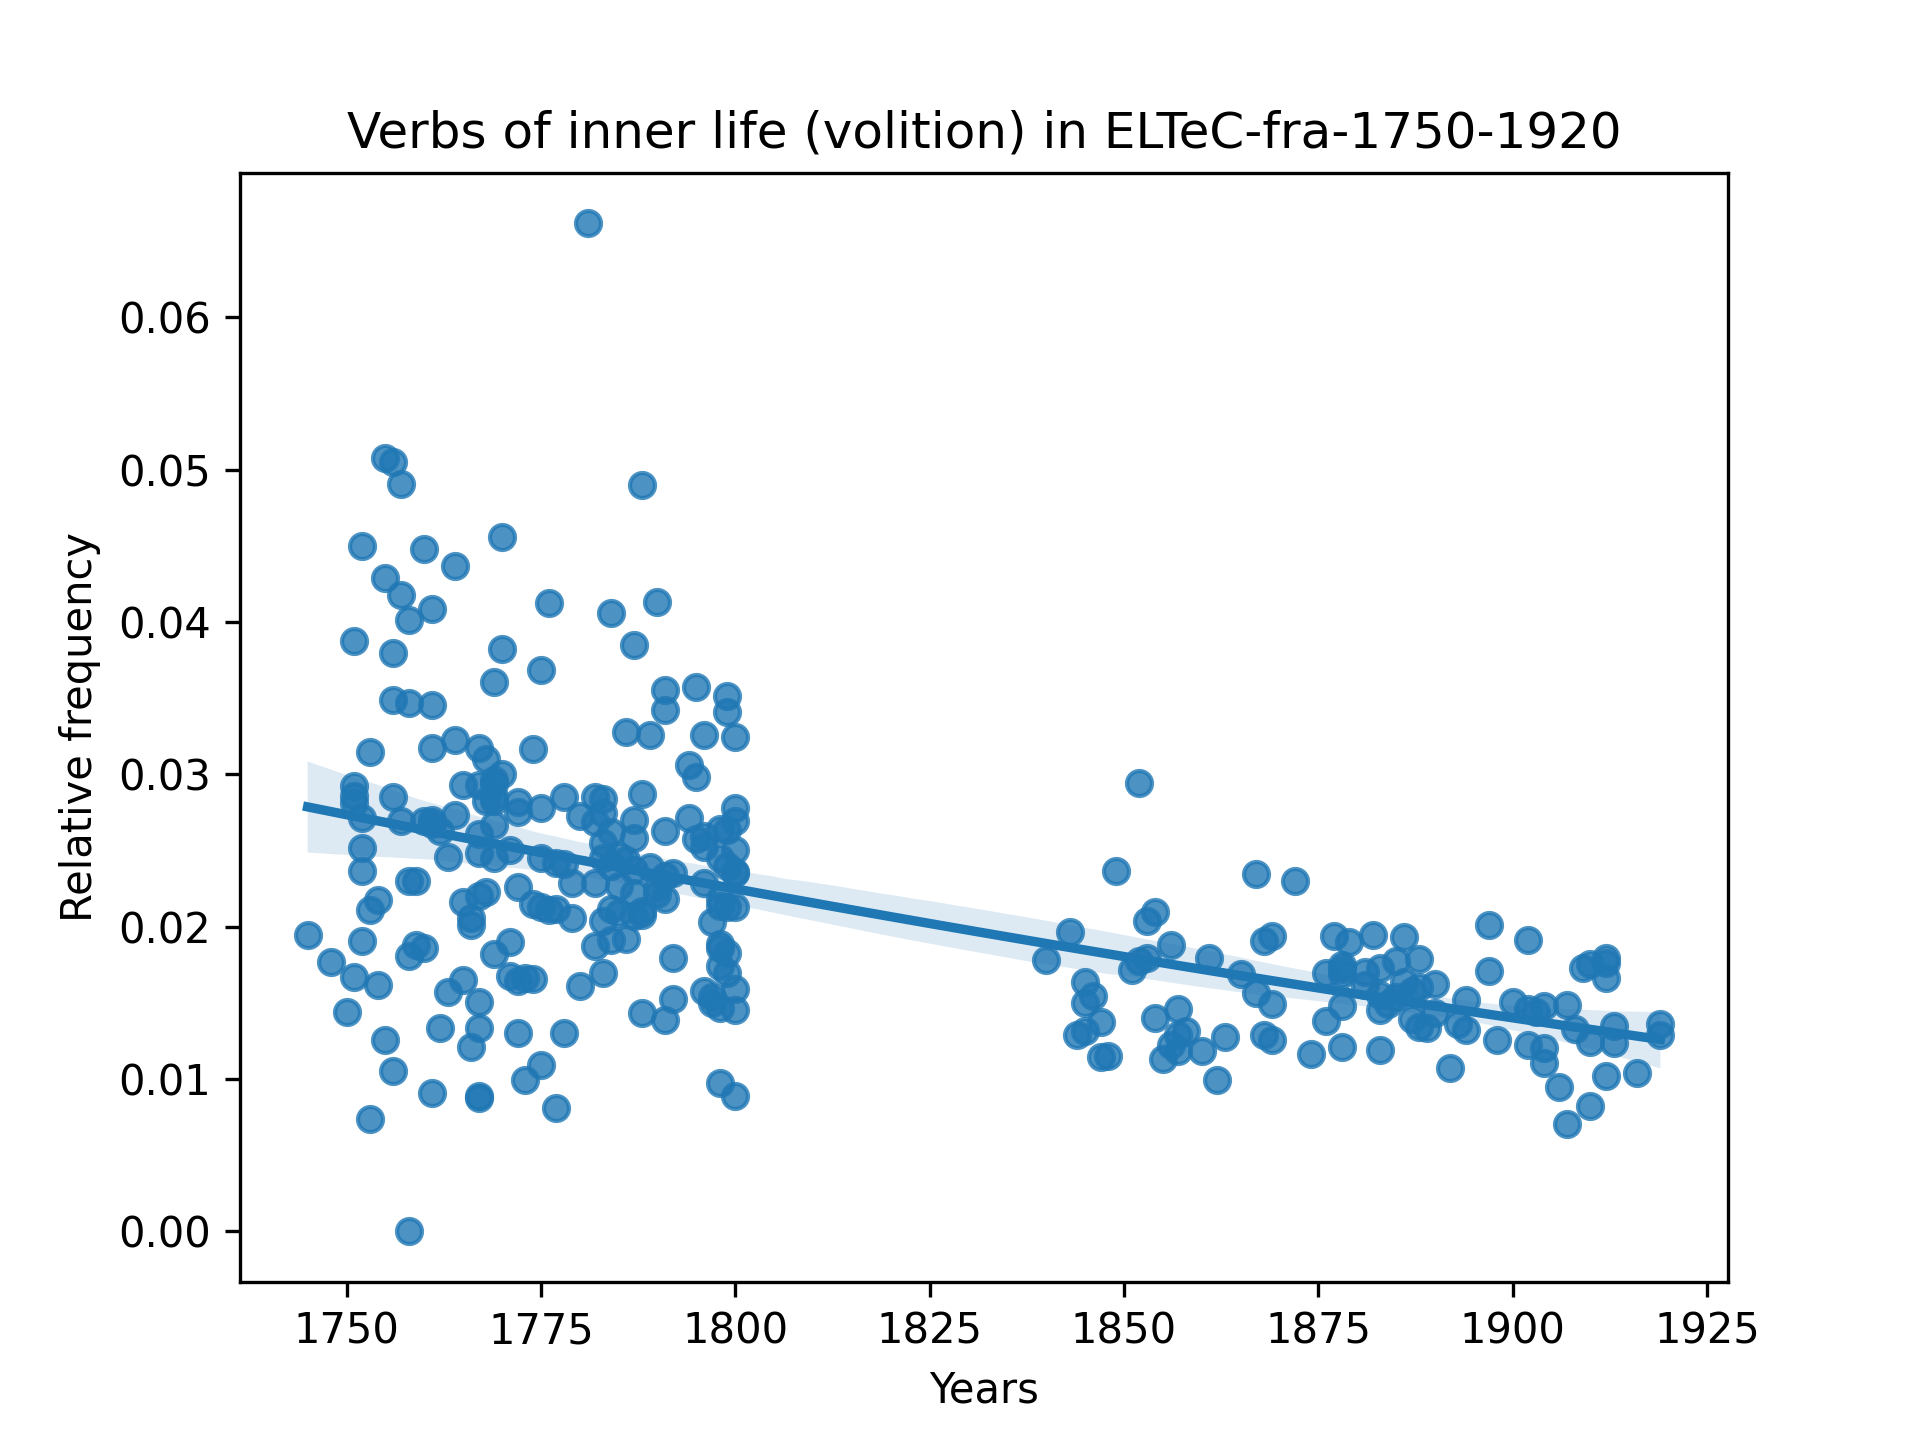 Verbs of inner life (volition) in ELTeC-fra-1750-1920
0.06
0.05
0.04
0.03
0.02
0.01
0.00
Relative frequency
1750 1775 1800 1825 1850 1875 1900 1925
Years